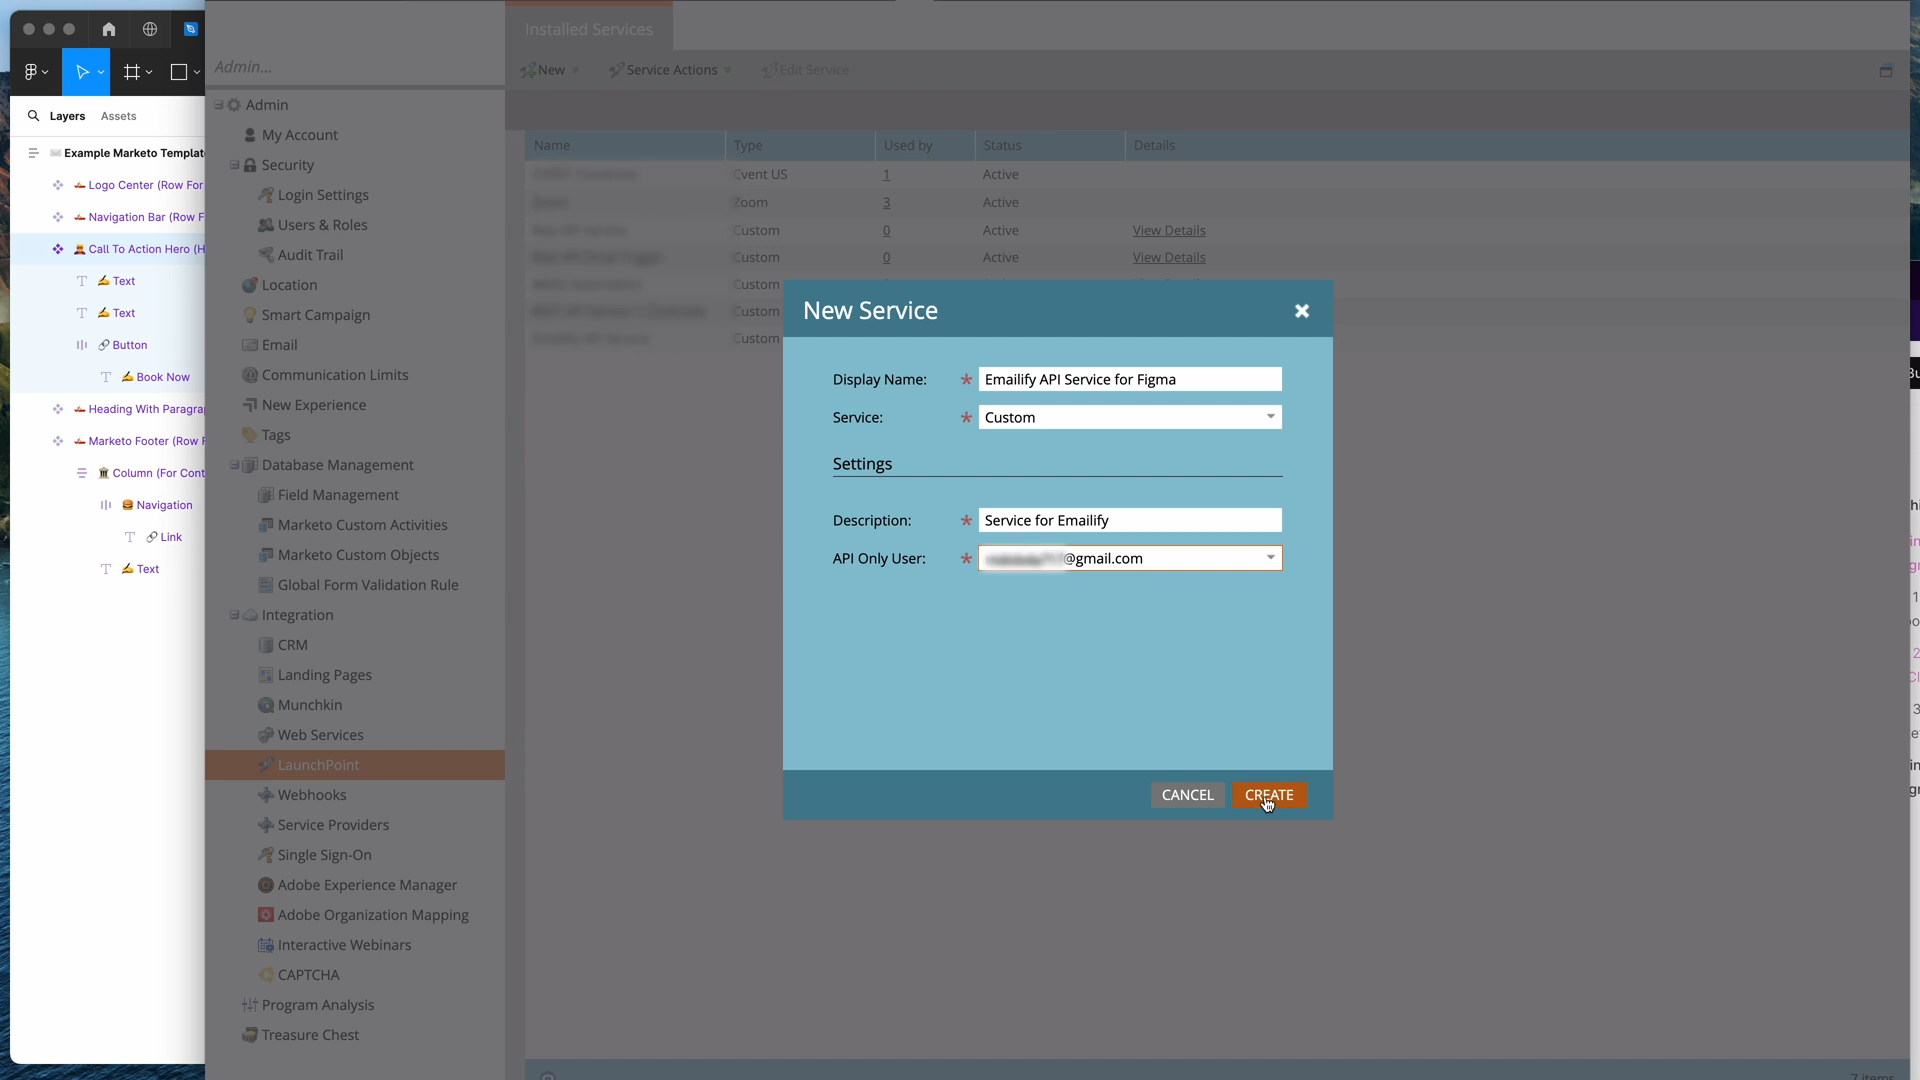 Layers Assets
Example Marketo Templat
Logo Center (Row For
Navigation Bar (Row F
Call To Action Hero (H
Text
Text
Button
Book Now
Heading With Paragra
Marketo Footer (Row F
Column (For Cont
Navigation
Link
Text
Admin...
Admin
My Account
Security
Login Settings
Users & Roles
Audit Trail
Location
Smart Campaign
Email
Communication Limits
New Experience
Tags
Database Management
Field Management
Marketo Custom Activities
Marketo Custom Objects
Global Form Validation Rule
Integration
CRM
Landing Pages
Munchkin
Web Services
LaunchPoint
Webhooks
Service Providers
Single Sign-On
Adobe Experience Manager
Adobe Organization Mapping
Interactive Webinars
CAPTCHA
Program Analysis
Treasure Chest
Installed Services
New Service Actions Edit Service
Name Type Used by Status Details
Cvent US 1 Active
Zoom 3 Active
Custom 0 Active View Details
Custom 0 Active View Details
Custom
Custom
Custom
New Service
Display Name: * Emailify API Service for Figma
Service: * Custom
Settings
Description: * Service for Emailify
API Only User: * @gmail.com
CANCEL CREATE
7 items